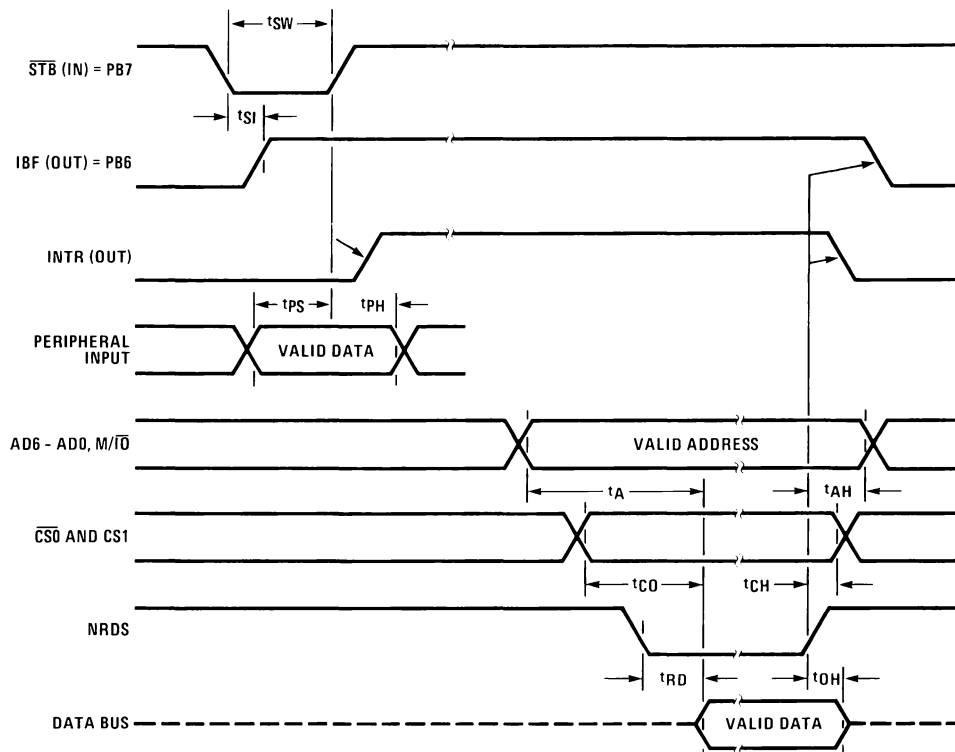 tSW
STB (IN) = PB7
tSI
IBF (OUT) = PB6
INTR (OUT)
tPS tPH
PERIPHERAL
INPUT
VALID DATA
AD6 - AD0, M/IO
VALID ADDRESS
tA tAH
CS0 AND CS1
tCO tCH
NRDS
tRD tOH
DATA BUS
VALID DATA